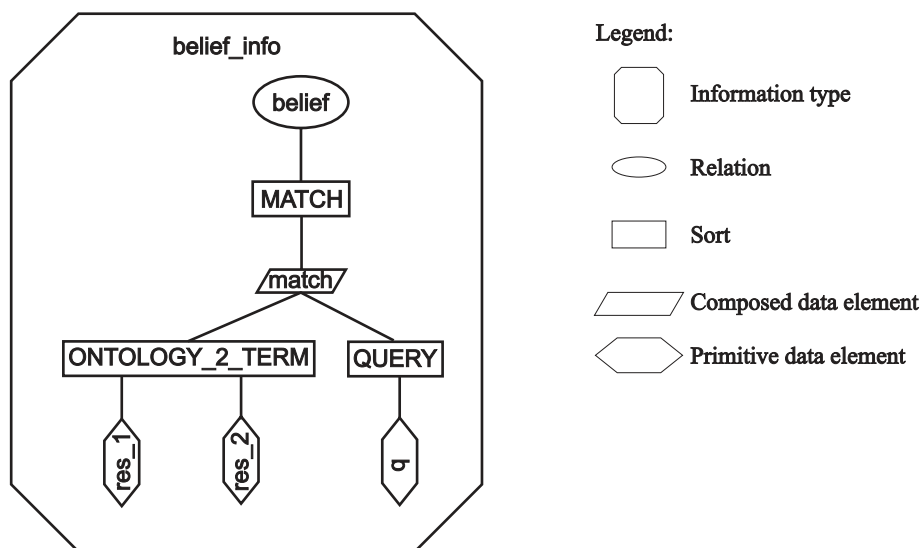 belief_info
belief
MATCH
match
ONTOLOGY_2_TERM
QUERY
res_1
res_2
q
Legend:
Information type
Relation
Sort
Composed data element
Primitive data element